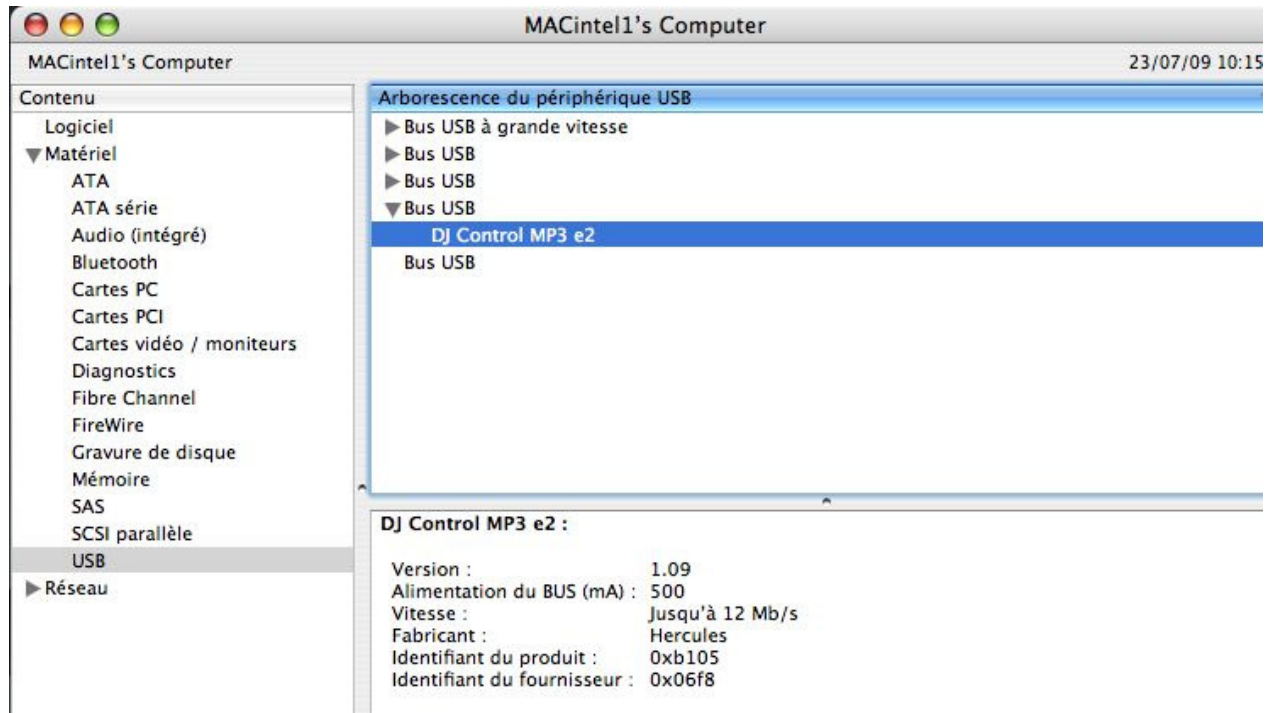 MACintel1's Computer
MACintel1's Computer
23/07/09 10:15
Contenu
Logiciel
Matériel
ATA
ATA série
Audio (intégré)
Bluetooth
Cartes PC
Cartes PCI
Cartes vidéo / moniteurs
Diagnostics
Fibre Channel
FireWire
Gravure de disque
Mémoire
SAS
SCSI parallèle
USB
Réseau
Arborescence du périphérique USB
Bus USB à grande vitesse
Bus USB
Bus USB
Bus USB
DJ Control MP3 e2
Bus USB
DJ Control MP3 e2 :
Version : 1.09
Alimentation du BUS (mA) : 500
Vitesse : Jusqu'à 12 Mb/s
Fabricant : Hercules
Identifiant du produit : 0xb105
Identifiant du fournisseur : 0x06f8